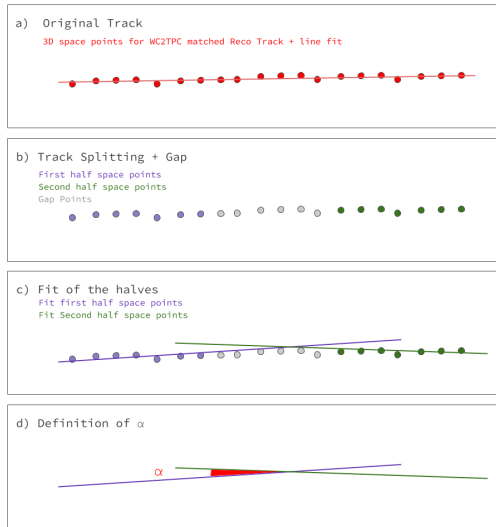 a) Original Track
3D space points for WC2TPC matched Reco Track + line fit
b) Track Splitting + Gap
First half space points
Second half space points
Gap Points
c) Fit of the halves
Fit first half space points
Fit Second half space points
d) Definition of α
α